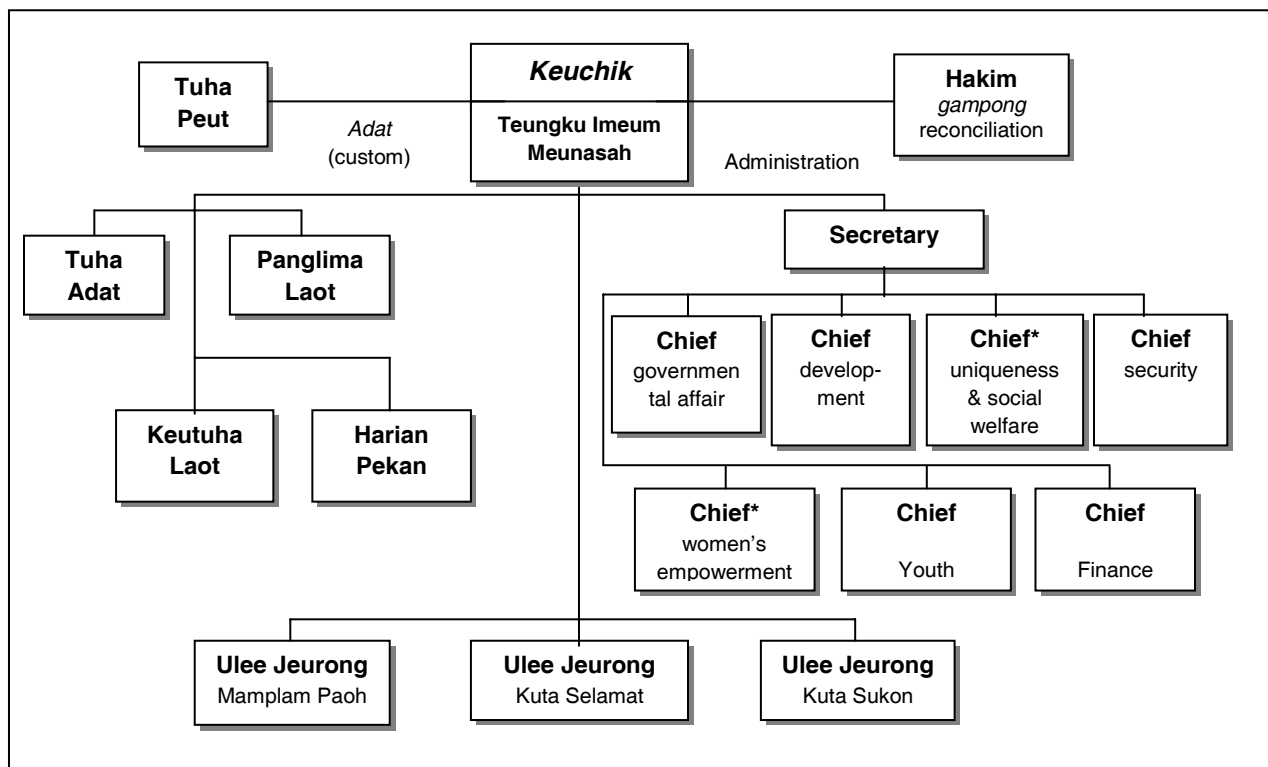 Keuchik
Teungku Imeum
Meunasah
Tuha
Peut
Hakim
gampong
reconciliation
Adat
(custom)
Administration
Tuha
Adat
Panglima
Laot
Keutuha
Laot
Harian
Pekan
Secretary
Chief
governmen
tal affair
Chief
develop-
ment
Chief*
uniqueness
& social
welfare
Chief
security
Chief*
women's
empowerment
Chief
Youth
Chief
Finance
Ulee Jeurong
Mamplam Paoh
Ulee Jeurong
Kuta Selamat
Ulee Jeurong
Kuta Sukon